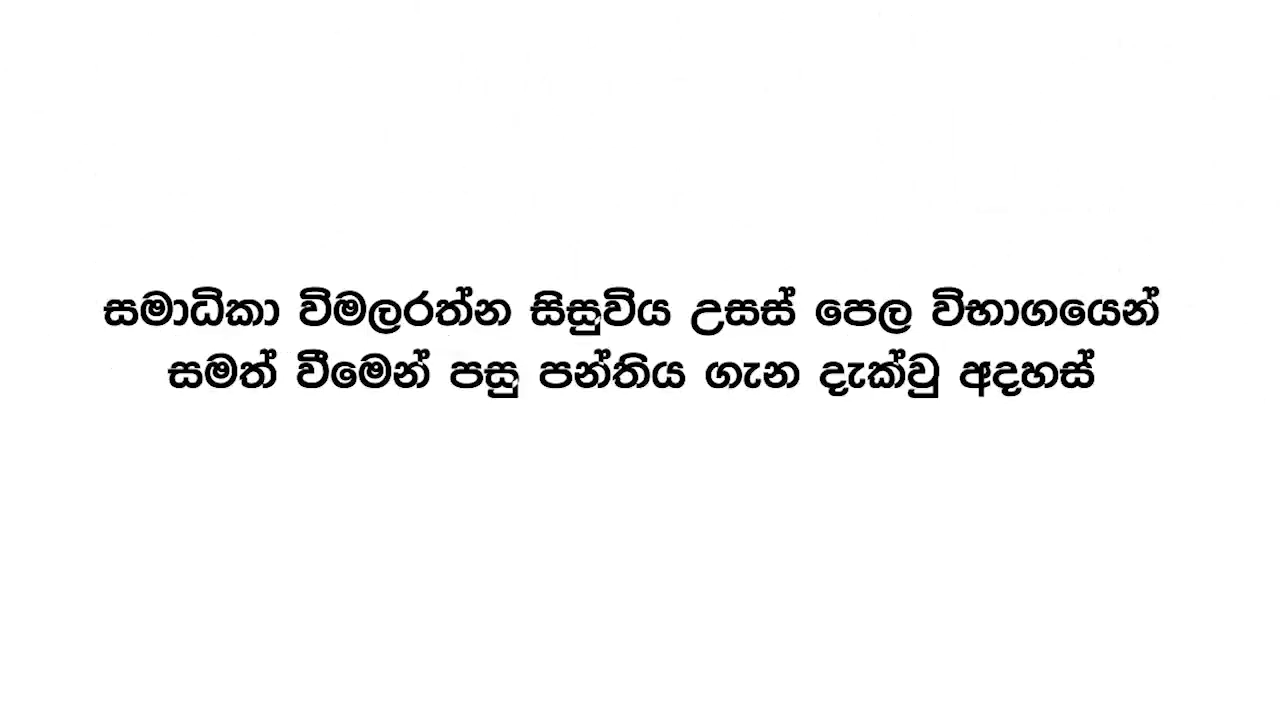 සමාධිකා විමලරත්න සිසුවිය උසස් පෙල විභාගයෙන්
සමත් වීමෙන් පසු පන්තිය ගැන දැක්වු අදහස්